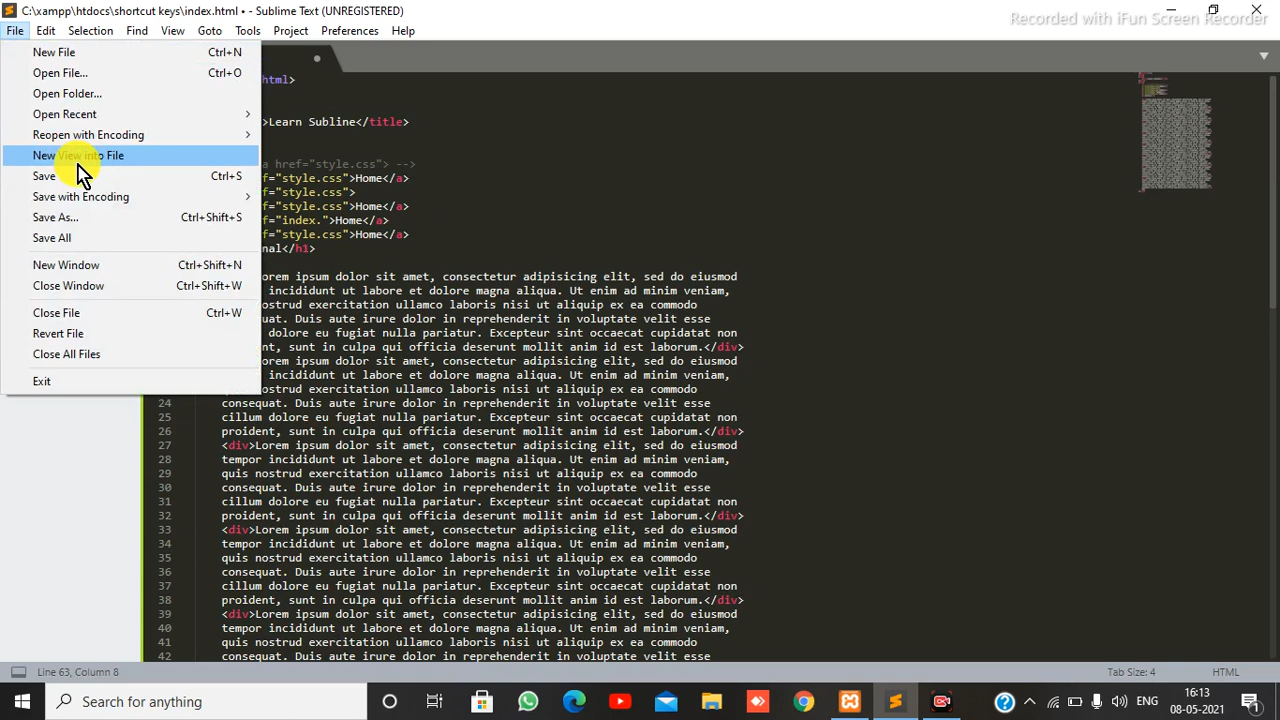 C:\xampp\htdocs\shortcut keys\index.html • - Sublime Text (UNREGISTERED)
Recorded with iFun Screen Recorder
File Edit Selection Find View Goto Tools Project Preferences Help
New File Ctrl+N
Open File... Ctrl+O
Open Folder...
Open Recent
Reopen with Encoding
New View into File
Save Ctrl+S
Save with Encoding
Save As... Ctrl+Shift+S
Save All
New Window Ctrl+Shift+N
Close Window Ctrl+Shift+W
Close File Ctrl+W
Revert File
Close All Files
Exit
html>
>Learn Subline</title>
a href="style.css"> -->
="style.css">Home</a>
="style.css">
="style.css">Home</a>
="index.">Home</a>
="style.css">Home</a>
nal</h1>
orem ipsum dolor sit amet, consectetur adipisicing elit, sed do eiusmod
incididunt ut labore et dolore magna aliqua. Ut enim ad minim veniam,
ostrud exercitation ullamco laboris nisi ut aliquip ex ea commodo
at. Duis aute irure dolor in reprehenderit in voluptate velit esse
dolore eu fugiat nulla pariatur. Excepteur sint occaecat cupidatat non
t, sunt in culpa qui officia deserunt mollit anim id est laborum.</div>
orem ipsum dolor sit amet, consectetur adipisicing elit, sed do eiusmod
incididunt ut labore et dolore magna aliqua. Ut enim ad minim veniam,
ostrud exercitation ullamco laboris nisi ut aliquip ex ea commodo
24 consequat. Duis aute irure dolor in reprehenderit in voluptate velit esse
25 cillum dolore eu fugiat nulla pariatur. Excepteur sint occaecat cupidatat non
26 proident, sunt in culpa qui officia deserunt mollit anim id est laborum.</div>
27 <div>Lorem ipsum dolor sit amet, consectetur adipisicing elit, sed do eiusmod
28 tempor incididunt ut labore et dolore magna aliqua. Ut enim ad minim veniam,
29 quis nostrud exercitation ullamco laboris nisi ut aliquip ex ea commodo
30 consequat. Duis aute irure dolor in reprehenderit in voluptate velit esse
31 cillum dolore eu fugiat nulla pariatur. Excepteur sint occaecat cupidatat non
32 proident, sunt in culpa qui officia deserunt mollit anim id est laborum.</div>
33 <div>Lorem ipsum dolor sit amet, consectetur adipisicing elit, sed do eiusmod
34 tempor incididunt ut labore et dolore magna aliqua. Ut enim ad minim veniam,
35 quis nostrud exercitation ullamco laboris nisi ut aliquip ex ea commodo
36 consequat. Duis aute irure dolor in reprehenderit in voluptate velit esse
37 cillum dolore eu fugiat nulla pariatur. Excepteur sint occaecat cupidatat non
38 proident, sunt in culpa qui officia deserunt mollit anim id est laborum.</div>
39 <div>Lorem ipsum dolor sit amet, consectetur adipisicing elit, sed do eiusmod
40 tempor incididunt ut labore et dolore magna aliqua. Ut enim ad minim veniam,
41 quis nostrud exercitation ullamco laboris nisi ut aliquip ex ea commodo
42 consequat. Duis aute irure dolor in reprehenderit in voluptate velit esse
Line 63, Column 8 Tab Size: 4 HTML
Search for anything
ENG
16:13
08-05-2021